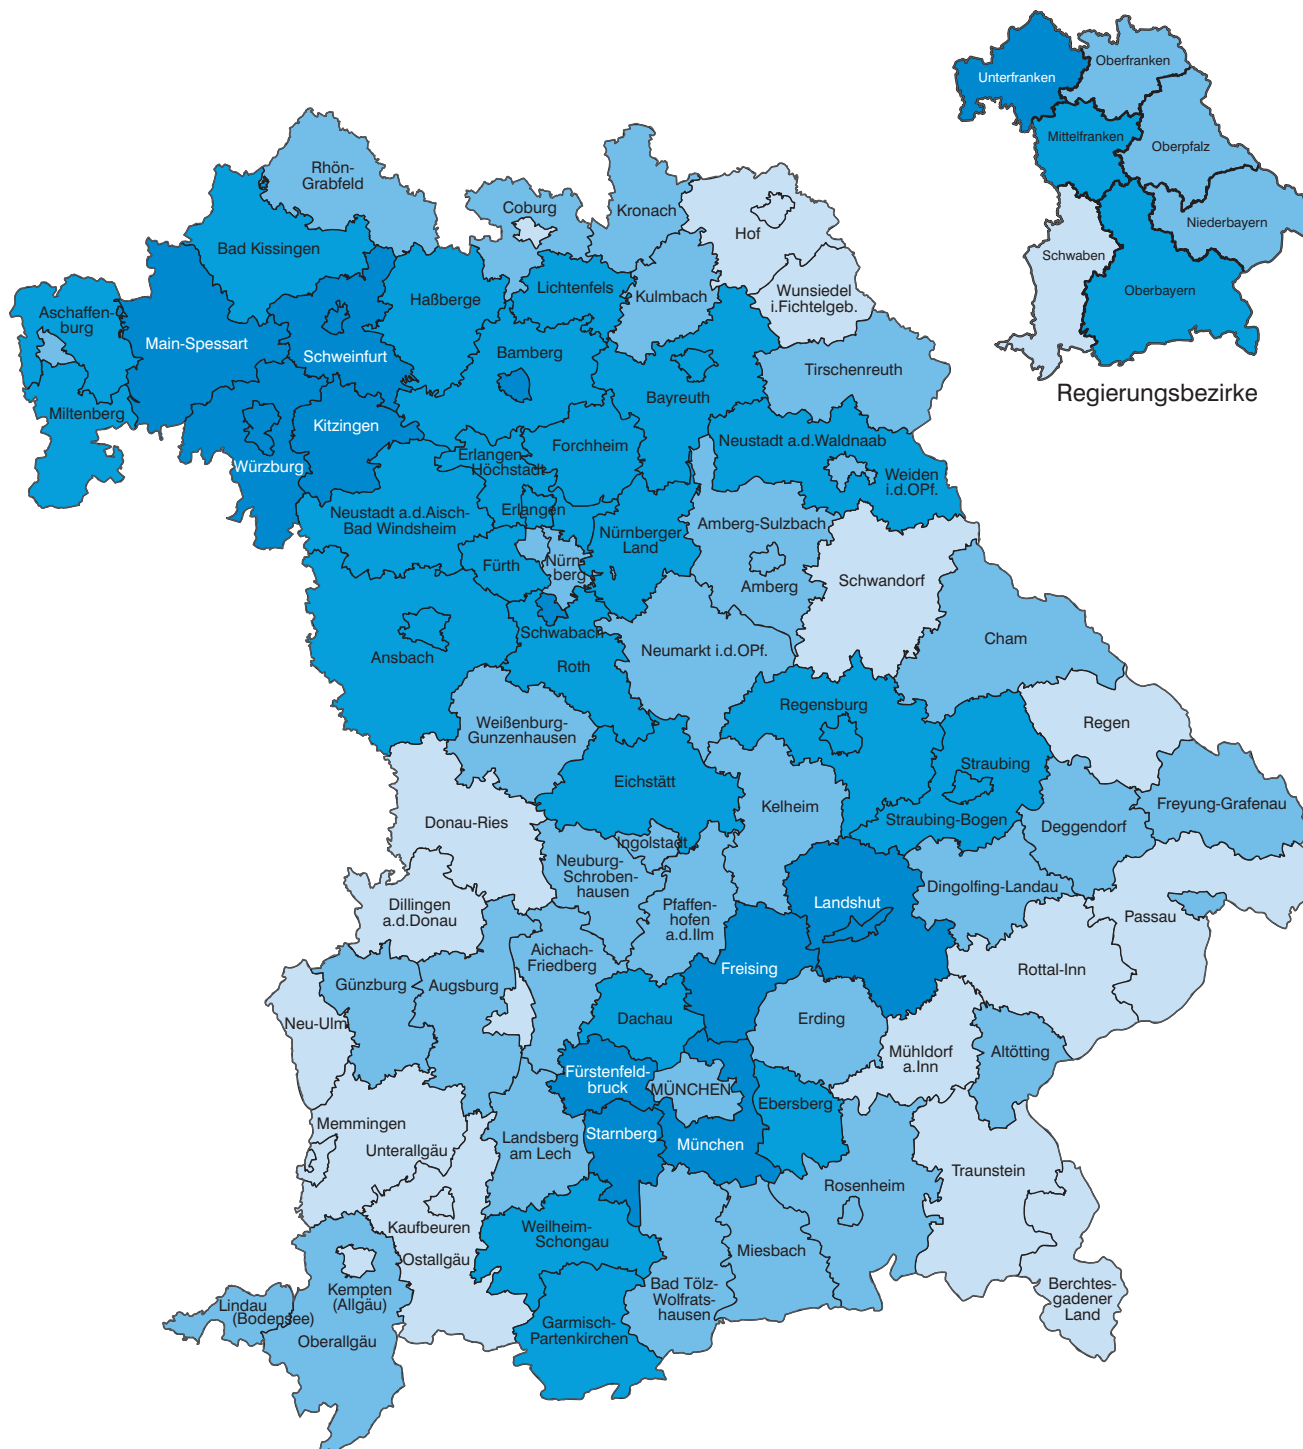 Unterfranken
Oberfranken
Mittelfranken
Oberpfalz
Niederbayern
Schwaben
Oberbayern
Regierungsbezirke
Rhön-
Grabfeld
Coburg
Kronach
Hof
Bad Kissingen
Wunsiedel
i.Fichtelgeb.
Aschaffen-
burg
Haßberge
Lichtenfels
Kulmbach
Main-Spessart
Schweinfurt
Bamberg
Bayreuth
Tirschenreuth
Miltenberg
Kitzingen
Würzburg
Forchheim
Erlangen-
Höchstadt
Neustadt a.d.Waldnaab
Weiden
i.d.OPf.
Neustadt a.d.Aisch-
Bad Windsheim
Erlangen
Nürnberger
Land
Amberg-Sulzbach
Fürth
Nürn-
berg
Amberg
Schwandorf
Ansbach
Schwabach
Roth
Neumarkt i.d.OPf.
Cham
Weißenburg-
Gunzenhausen
Regensburg
Regen
Eichstätt
Straubing
Kelheim
Freyung-Grafenau
Donau-Ries
Straubing-Bogen
Deggendorf
Ingolstadt
Neuburg-
Schroben-
hausen
Dillingen
a.d.Donau
Pfaffen-
hofen
a.d.Ilm
Landshut
Dingolfing-Landau
Passau
Aichach-
Friedberg
Freising
Rottal-Inn
Günzburg
Augsburg
Neu-Ulm
Dachau
Erding
Mühldorf
a.Inn
Altötting
Fürstenfeld-
bruck
MÜNCHEN
Ebersberg
Memmingen
Unterallgäu
Landsberg
am Lech
Starnberg
München
Traunstein
Rosenheim
Kaufbeuren
Ostallgäu
Weilheim-
Schongau
Miesbach
Kempten
(Allgäu)
Bad Tölz-
Wolfrats-
hausen
Berchtes-
gadener
Land
Lindau
(Bodensee)
Oberallgäu
Garmisch-
Partenkirchen